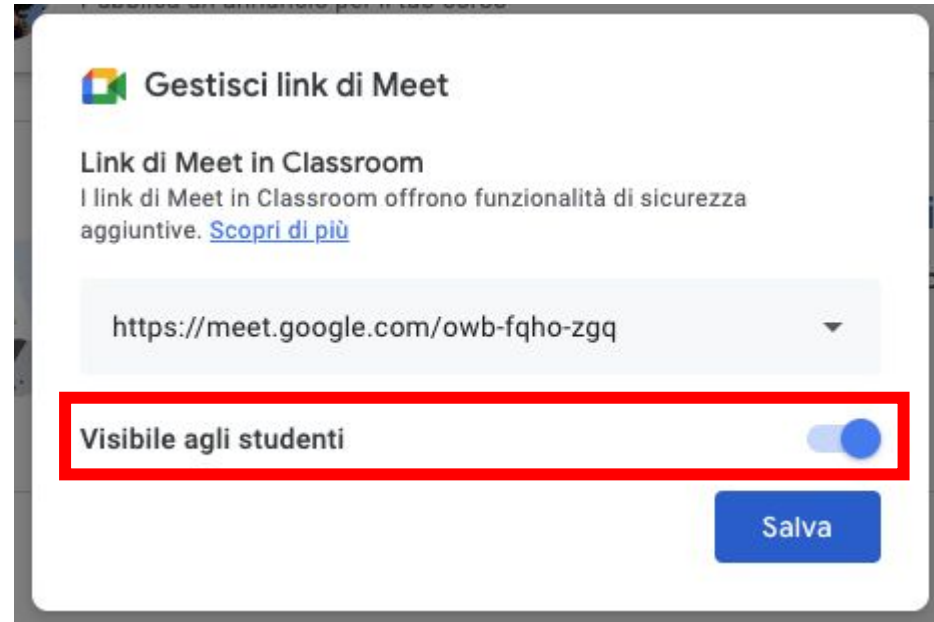 Gestisci link di Meet
Link di Meet in Classroom
I link di Meet in Classroom offrono funzionalità di sicurezza
aggiuntive. Scopri di più
https://meet.google.com/owb-fqho-zgq
Visibile agli studenti
Salva